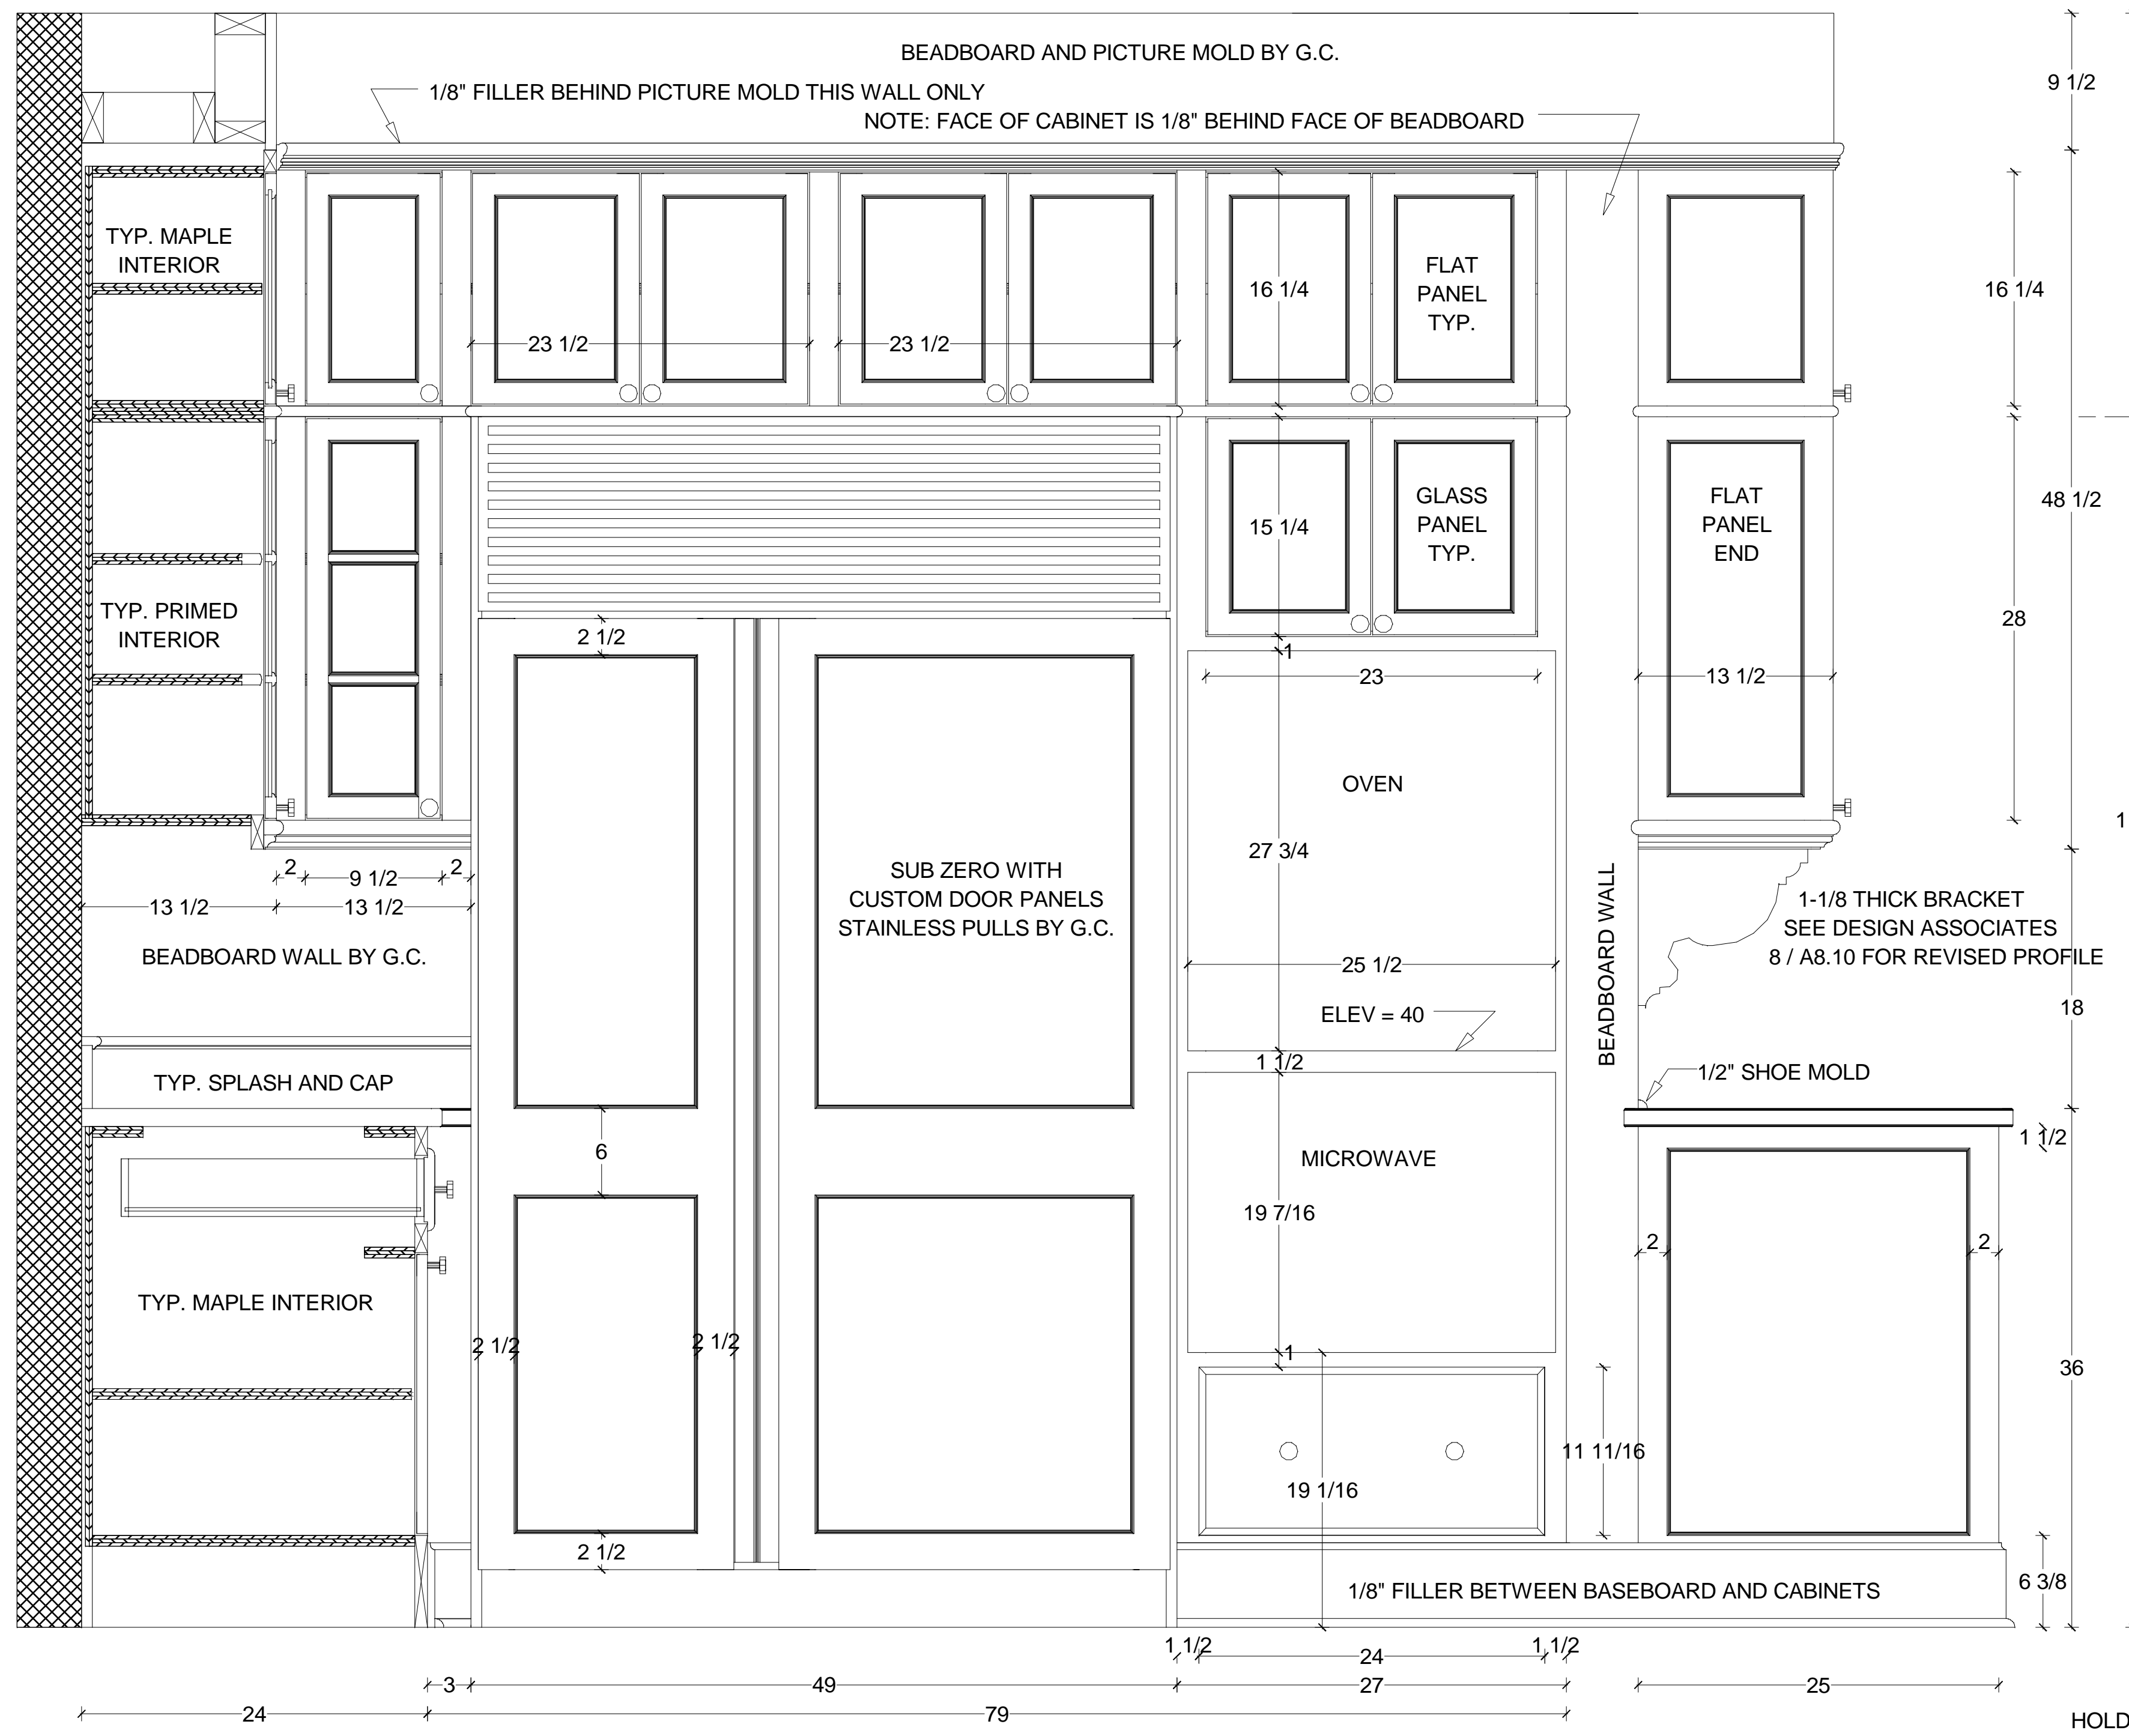 BEADBOARD AND PICTURE MOLD BY G.C.
9 1/2
1/8" FILLER BEHIND PICTURE MOLD THIS WALL ONLY
NOTE: FACE OF CABINET IS 1/8" BEHIND FACE OF BEADBOARD
TYP. MAPLE
INTERIOR
FLAT
PANEL
TYP.
16 1/4
16 1/4
23 1/2
23 1/2
GLASS
PANEL
TYP.
15 1/4
FLAT
PANEL
END
48 1/2
TYP. PRIMED
INTERIOR
28
2 1/2
1
23
13 1/2
OVEN
27 3/4
1
2
9 1/2
2
13 1/2
13 1/2
SUB ZERO WITH
CUSTOM DOOR PANELS
STAINLESS PULLS BY G.C.
BEADBOARD WALL
1-1/8 THICK BRACKET
SEE DESIGN ASSOCIATES
8 / A8.10 FOR REVISED PROFILE
BEADBOARD WALL BY G.C.
25 1/2
ELEV = 40
18
1 1/2
1/2" SHOE MOLD
TYP. SPLASH AND CAP
1 1/2
6
MICROWAVE
19 7/16
2
2
TYP. MAPLE INTERIOR
2 1/2
2 1/2
1
36
11 11/16
19 1/16
2 1/2
6 3/8
1/8" FILLER BETWEEN BASEBOARD AND CABINETS
1 1/2
24
1 1/2
3
49
27
25
24
79
HOLD